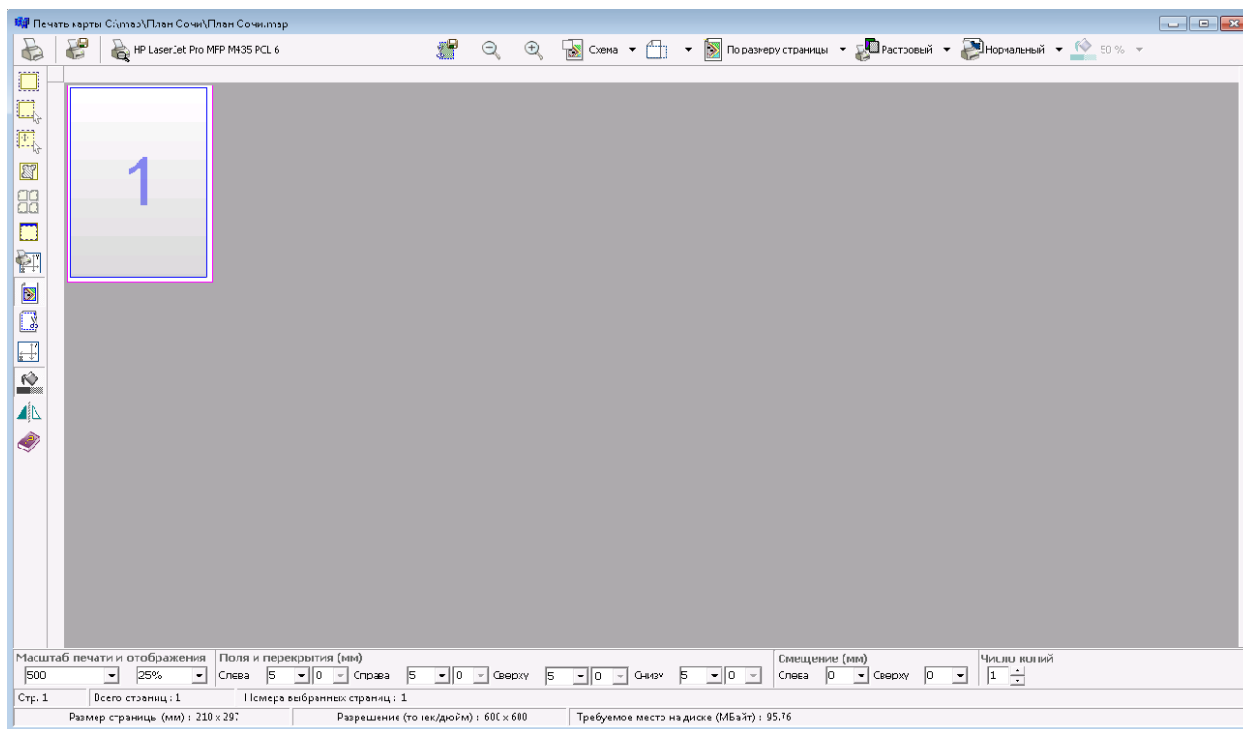 Печать карты C:\map\План Сочи\План Сочи.map
HP LaserJet Pro MFP M435 PCL 6 Схема По размеру страницы Растровый Нормальный 50 %
1
Масштаб печати и отображения Поля и перекрытия (мм) Смещение (мм) Число копий
500 25% Слева 5 0 Справа 5 0 Сверху 5 0 Снизу 5 0 Слева 0 Сверху 0 1
Стр. 1 Всего страниц : 1 Номера выбранных страниц : 1
Размер страницы (мм) : 210 x 297 Разрешение (точек/дюйм) : 600 x 600 Требуемое место на диске (МБайт) : 95.76